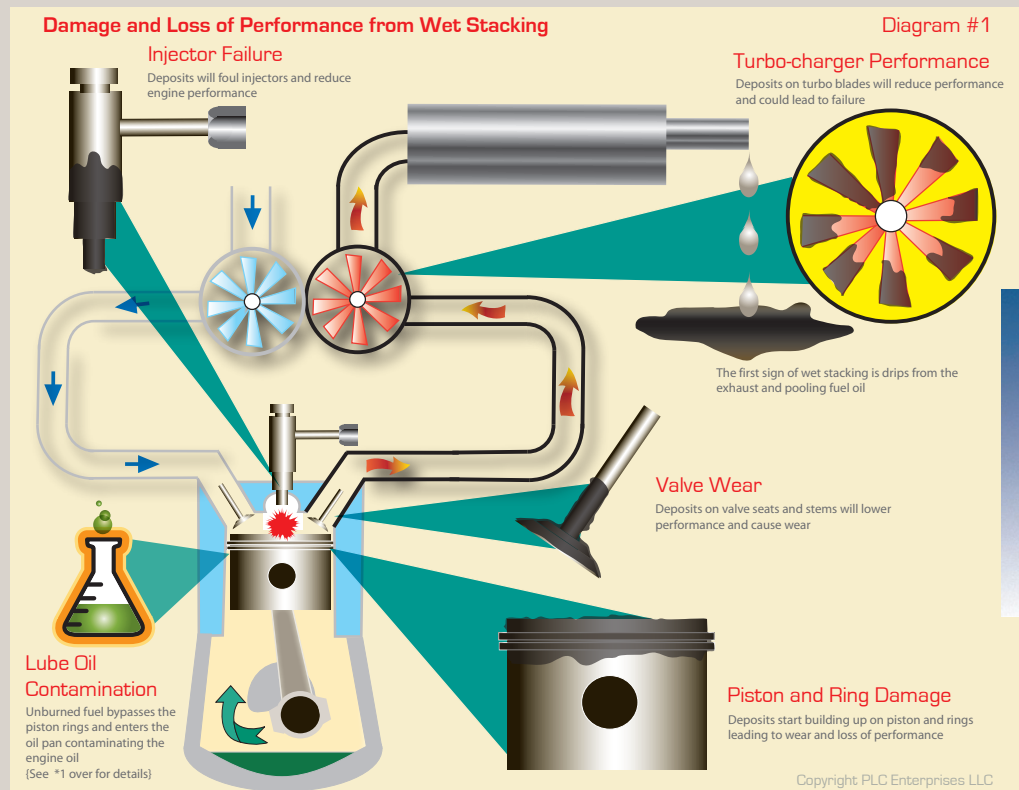 Damage and Loss of Performance from Wet Stacking
Diagram #1
Injector Failure
Deposits will foul injectors and reduce
engine performance
Turbo-charger Performance
Deposits on turbo blades will reduce performance
and could lead to failure
The first sign of wet stacking is drips from the
exhaust and pooling fuel oil
Valve Wear
Deposits on valve seats and stems will lower
performance and cause wear
Lube Oil
Contamination
Unburned fuel bypasses the
piston rings and enters the
oil pan contaminating the
engine oil
{See *1 over for details}
Piston and Ring Damage
Deposits start building up on piston and rings
leading to wear and loss of performance
Copyright PLC Enterprises LLC